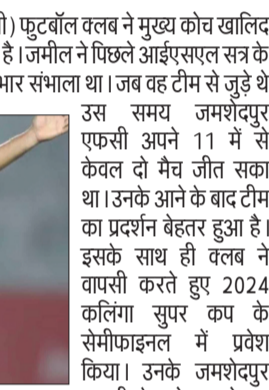 ) फुटबॉल क्लब ने मुख्य कोच खालिद
है। जमील ने पिछले आईएसएल सत्र के
भार संभाला था। जब वह टीम से जुड़े थे
उस समय जमशेदपुर
एफसी अपने 11 में से
केवल दो मैच जीत सका
था। उनके आने के बाद टीम
का प्रदर्शन बेहतर हुआ है।
इसके साथ ही क्लब ने
वापसी करते हुए 2024
कलिंगा सुपर कप के
सेमीफाइनल में प्रवेश
किया। उनके जमशेदपुर